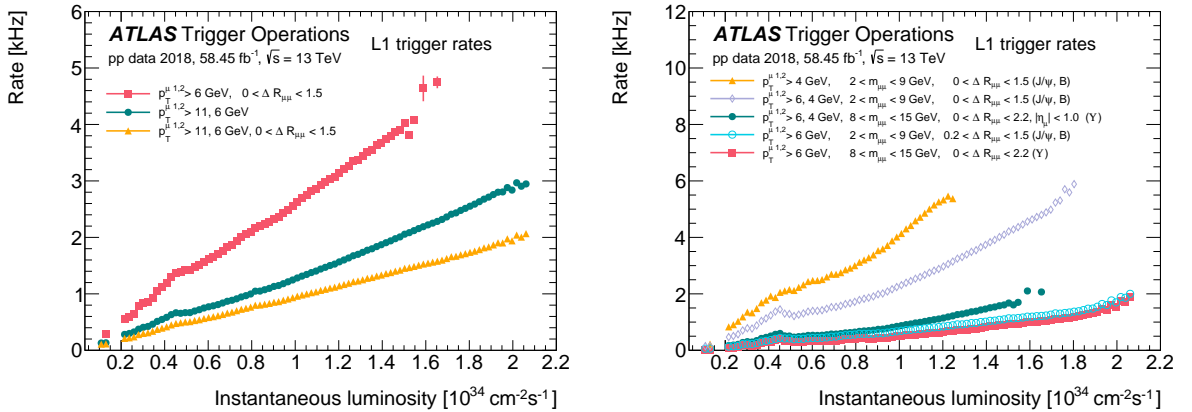 ATLAS Trigger Operations
L1 trigger rates
pp data 2018, 58.45 fb⁻¹, √s = 13 TeV
p_T^μ 1,2 > 6 GeV, 0 < Δ R_μμ < 1.5
p_T^μ 1,2 > 11, 6 GeV
p_T^μ 1,2 > 11, 6 GeV, 0 < Δ R_μμ < 1.5
Rate [kHz]
6
5
4
3
2
1
0
0.2 0.4 0.6 0.8 1 1.2 1.4 1.6 1.8 2 2.2
Instantaneous luminosity [10³⁴ cm⁻²s⁻¹]
ATLAS Trigger Operations
pp data 2018, 58.45 fb⁻¹, √s = 13 TeV
L1 trigger rates
p_T^μ 1,2 > 4 GeV, 2 < m_μμ < 9 GeV, 0 < Δ R_μμ < 1.5 (J/ψ, B)
p_T^μ 1,2 > 6, 4 GeV, 2 < m_μμ < 9 GeV, 0 < Δ R_μμ < 1.5 (J/ψ, B)
p_T^μ 1,2 > 6, 4 GeV, 8 < m_μμ < 15 GeV, 0 < Δ R_μμ < 2.2, |η_μ| < 1.0 (Υ)
p_T^μ 1,2 > 6 GeV, 2 < m_μμ < 9 GeV, 0.2 < Δ R_μμ < 1.5 (J/ψ, B)
p_T^μ 1,2 > 6 GeV, 8 < m_μμ < 15 GeV, 0 < Δ R_μμ < 2.2 (Υ)
Rate [kHz]
12
10
8
6
4
2
0
0.2 0.4 0.6 0.8 1 1.2 1.4 1.6 1.8 2 2.2
Instantaneous luminosity [10³⁴ cm⁻²s⁻¹]